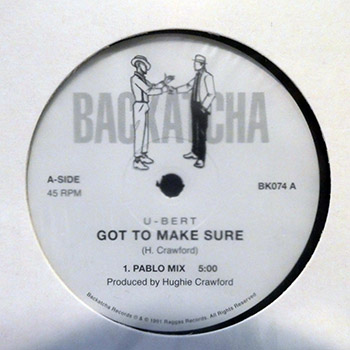 BACKATCHA
A-SIDE
45 RPM
BK074 A
U-BERT
GOT TO MAKE SURE
(H. Crawford)
1. PABLO MIX 5:00
Produced by Hughie Crawford
Backatcha Records ℗ & © 1991 Raggae Records. All Rights Reserved